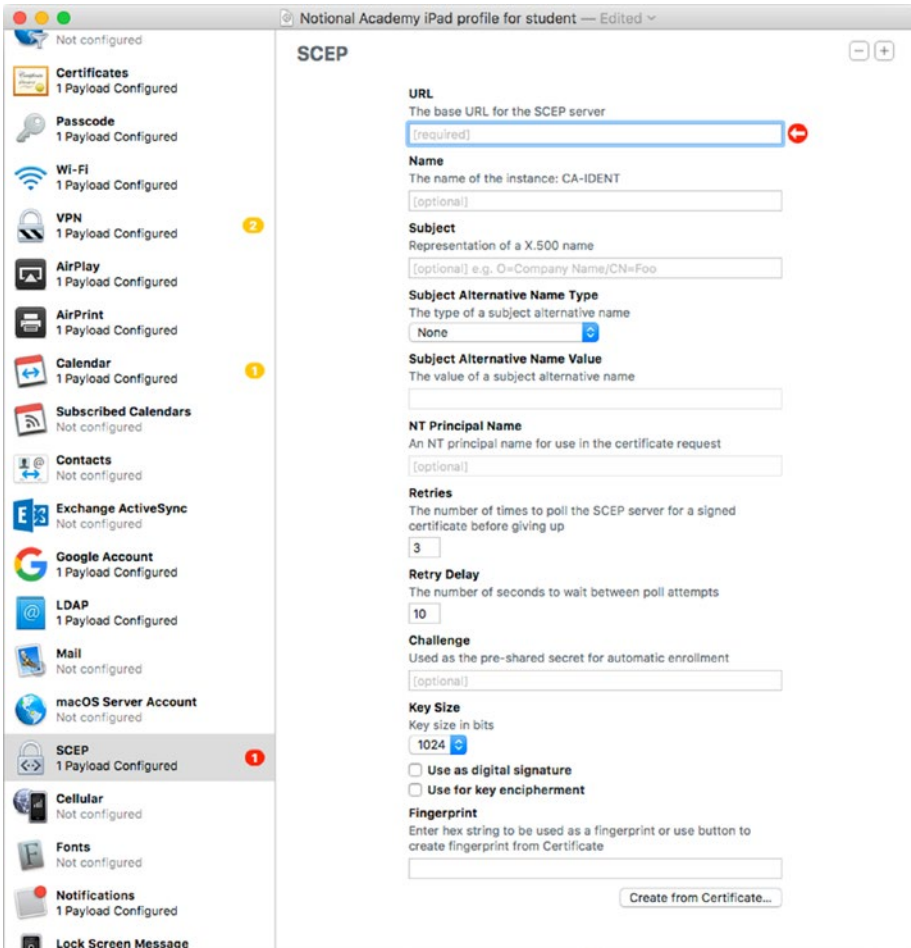 Notional Academy iPad profile for student — Edited
Not configured
Certificates
1 Payload Configured
Passcode
1 Payload Configured
Wi-Fi
1 Payload Configured
VPN
1 Payload Configured
2
AirPlay
1 Payload Configured
AirPrint
1 Payload Configured
Calendar
1 Payload Configured
1
Subscribed Calendars
Not configured
Contacts
Not configured
Exchange ActiveSync
Not configured
Google Account
1 Payload Configured
LDAP
1 Payload Configured
Mail
Not configured
macOS Server Account
Not configured
SCEP
1 Payload Configured
1
Cellular
Not configured
Fonts
Not configured
Notifications
1 Payload Configured
Lock Screen Message
SCEP
URL
The base URL for the SCEP server
[required]
Name
The name of the instance: CA-IDENT
[optional]
Subject
Representation of a X.500 name
[optional] e.g. O=Company Name/CN=Foo
Subject Alternative Name Type
The type of a subject alternative name
None
Subject Alternative Name Value
The value of a subject alternative name
NT Principal Name
An NT principal name for use in the certificate request
[optional]
Retries
The number of times to poll the SCEP server for a signed
certificate before giving up
3
Retry Delay
The number of seconds to wait between poll attempts
10
Challenge
Used as the pre-shared secret for automatic enrollment
[optional]
Key Size
Key size in bits
1024
Use as digital signature
Use for key encipherment
Fingerprint
Enter hex string to be used as a fingerprint or use button to
create fingerprint from Certificate
Create from Certificate...